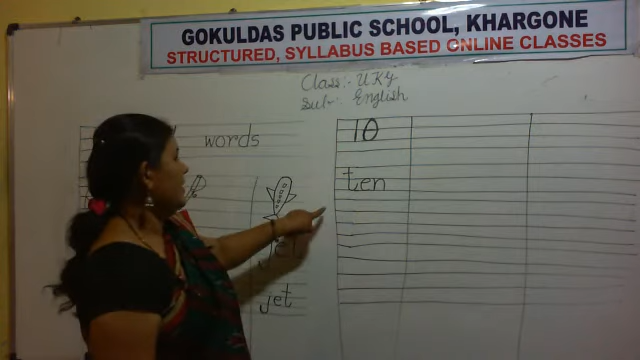 GOKULDAS PUBLIC SCHOOL, KHARGONE
STRUCTURED, SYLLABUS BASED ONLINE CLASSES
Class:- UKG
Sub:- English
words
10
ten
jet
jet